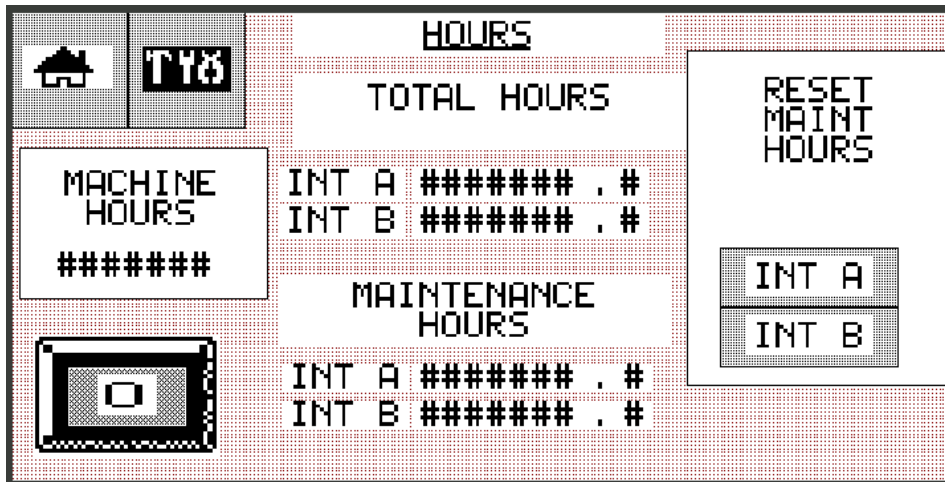 HOURS
TOTAL HOURS
INT A #######.#
INT B #######.#
MACHINE
HOURS
#######
MAINTENANCE
HOURS
INT A #######.#
INT B #######.#
RESET
MAINT
HOURS
INT A
INT B